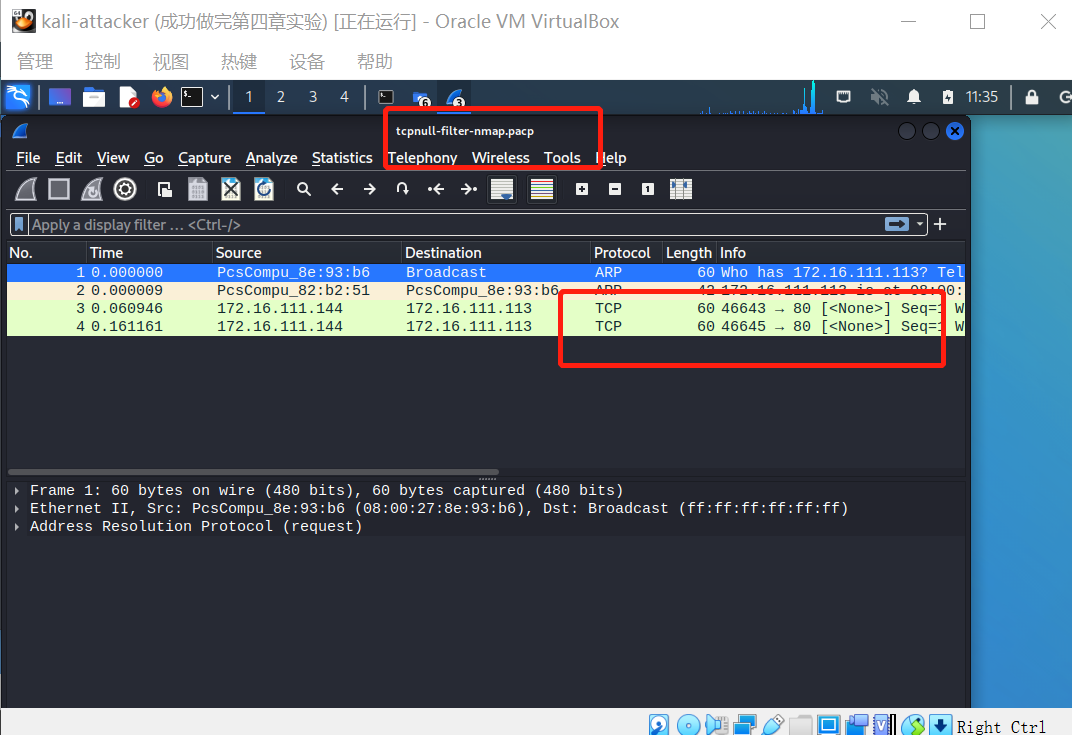 kali-attacker (成功做完第四章实验) [正在运行] - Oracle VM VirtualBox
管理 控制 视图 热键 设备 帮助
1 2 3 4 6 3 11:35
tcpnull-filter-nmap.pacp
File Edit View Go Capture Analyze Statistics Telephony Wireless Tools Help
Apply a display filter … <Ctrl-/>
No. Time Source Destination Protocol Length Info
1 0.000000 PcsCompu_8e:93:b6 Broadcast ARP 60 Who has 172.16.111.113? Tel
2 0.000009 PcsCompu_82:b2:51 PcsCompu_8e:93:b6 ARP 42 172.16.111.113 is at 08:00:
3 0.060946 172.16.111.144 172.16.111.113 TCP 60 46643 → 80 [<None>] Seq=1 W
4 0.161161 172.16.111.144 172.16.111.113 TCP 60 46645 → 80 [<None>] Seq=1 W
Frame 1: 60 bytes on wire (480 bits), 60 bytes captured (480 bits)
Ethernet II, Src: PcsCompu_8e:93:b6 (08:00:27:8e:93:b6), Dst: Broadcast (ff:ff:ff:ff:ff:ff)
Address Resolution Protocol (request)
Right Ctrl